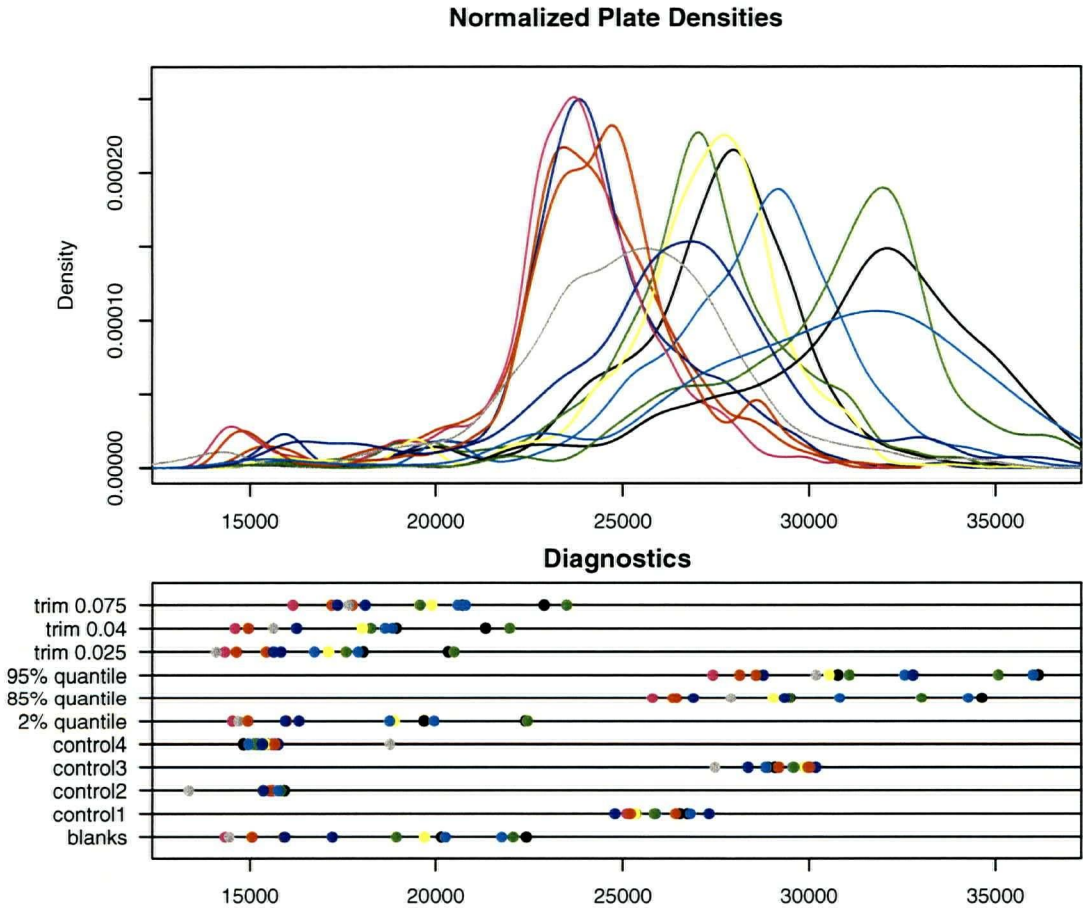 Normalized Plate Densities
Density
0.00000
0.00010
0.00020
15000 20000 25000 30000 35000
Diagnostics
trim 0.075
trim 0.04
trim 0.025
95% quantile
85% quantile
2% quantile
control4
control3
control2
control1
blanks
15000 20000 25000 30000 35000